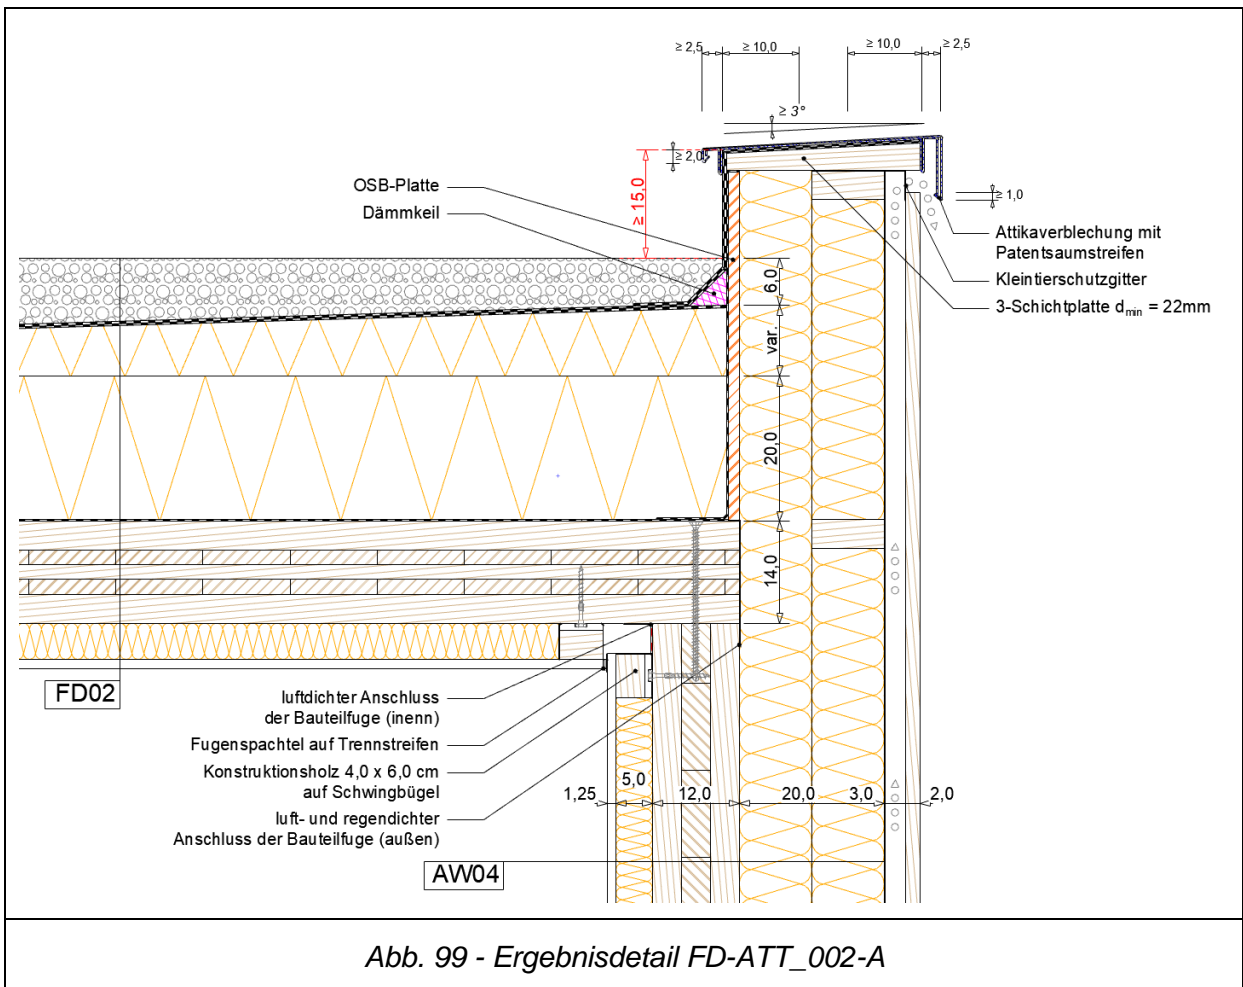 ≥ 2,5
≥ 10,0
≥ 10,0
≥ 2,5
≥ 3°
≥ 2,0
≥ 15,0
≥ 1,0
OSB-Platte
Dämmkeil
Attikaverblechung mit
Patentsaumstreifen
Kleintierschutzgitter
3-Schichtplatte dmin = 22mm
6,0
var.
20,0
14,0
FD02
luftdichter Anschluss
der Bauteilfuge (inenn)
Fugenspachtel auf Trennstreifen
Konstruktionsholz 4,0 x 6,0 cm
auf Schwingbügel
luft- und regendichter
Anschluss der Bauteilfuge (außen)
1,25
5,0
12,0
20,0
3,0
2,0
AW04
Abb. 99 - Ergebnisdetail FD-ATT_002-A